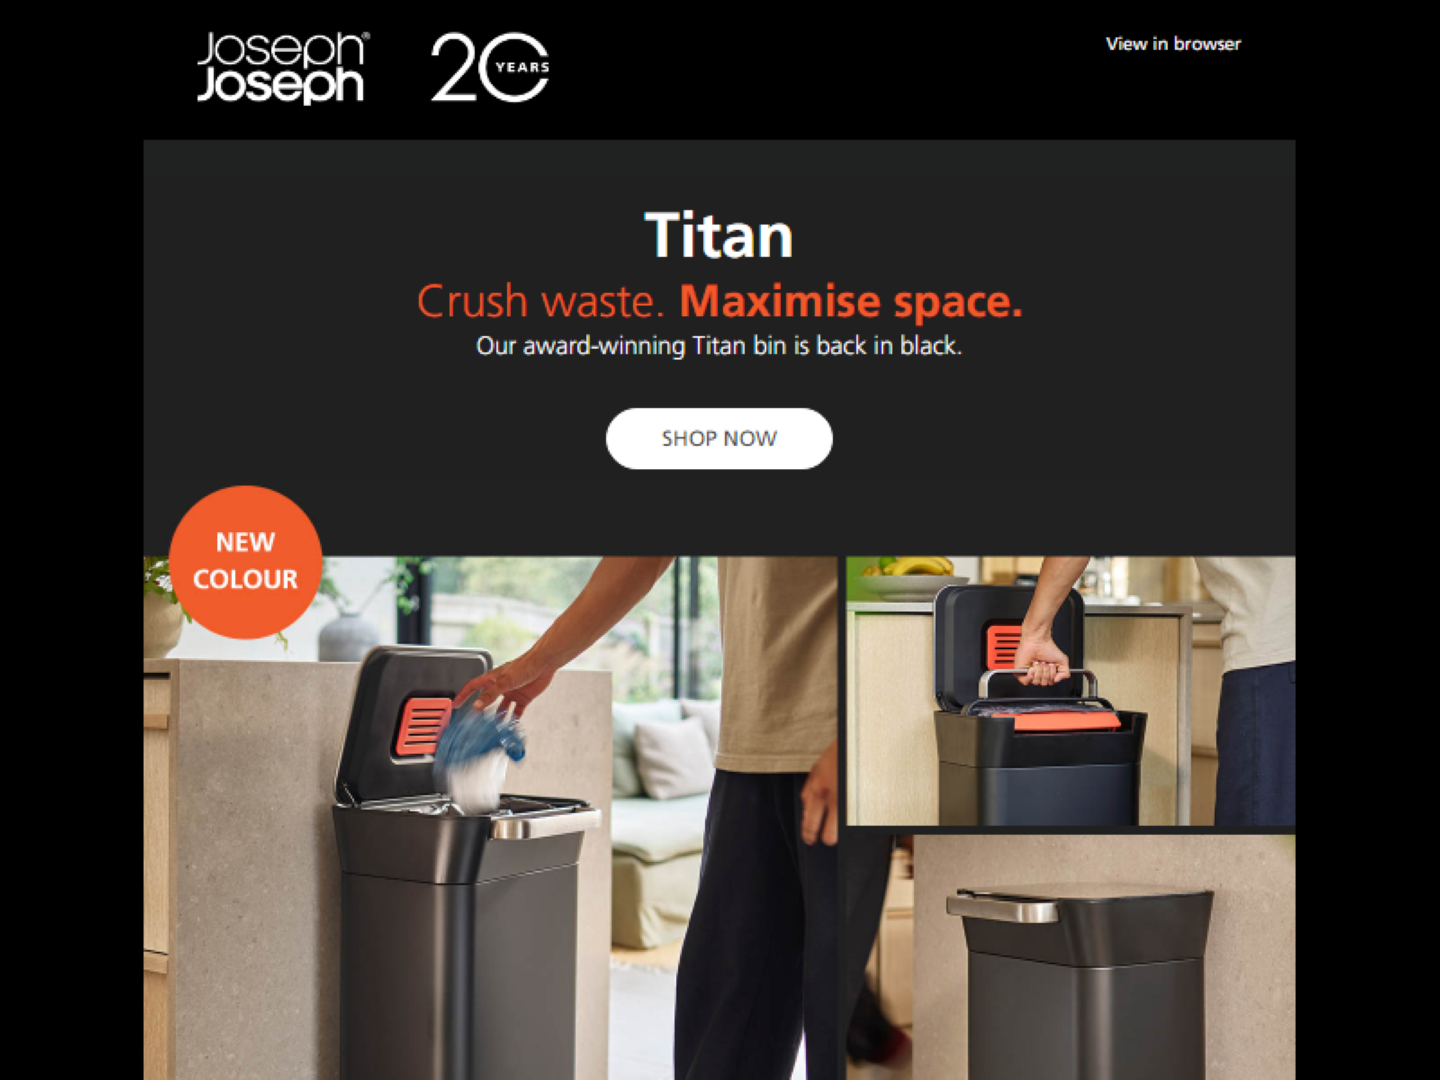 Joseph®
Joseph
20
YEARS
View in browser
Titan
Crush waste. Maximise space.
Our award-winning Titan bin is back in black.
SHOP NOW
NEW
COLOUR